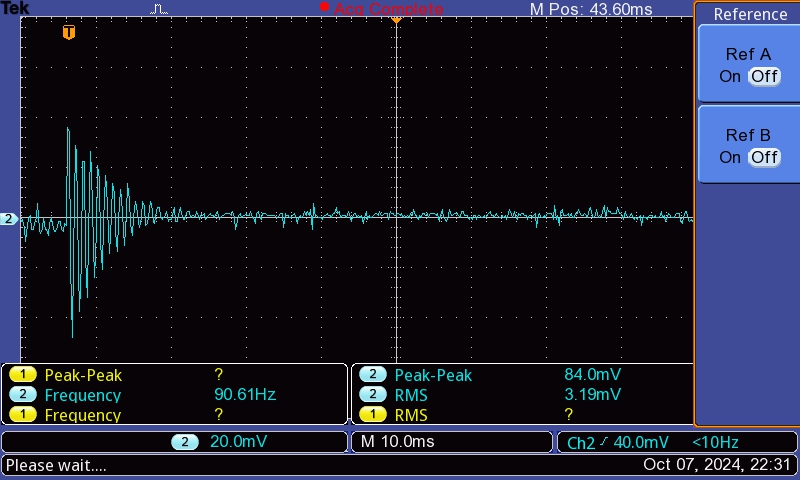 Tek Acq Complete M Pos: 43.60ms
Reference
T
Ref A
On Off
Ref B
On Off
2
1 Peak-Peak ? 2 Peak-Peak 84.0mV
2 Frequency 90.61Hz 2 RMS 3.19mV
1 Frequency ? 1 RMS ?
2 20.0mV M 10.0ms Ch2 / 40.0mV <10Hz
Please wait.... Oct 07, 2024, 22:31